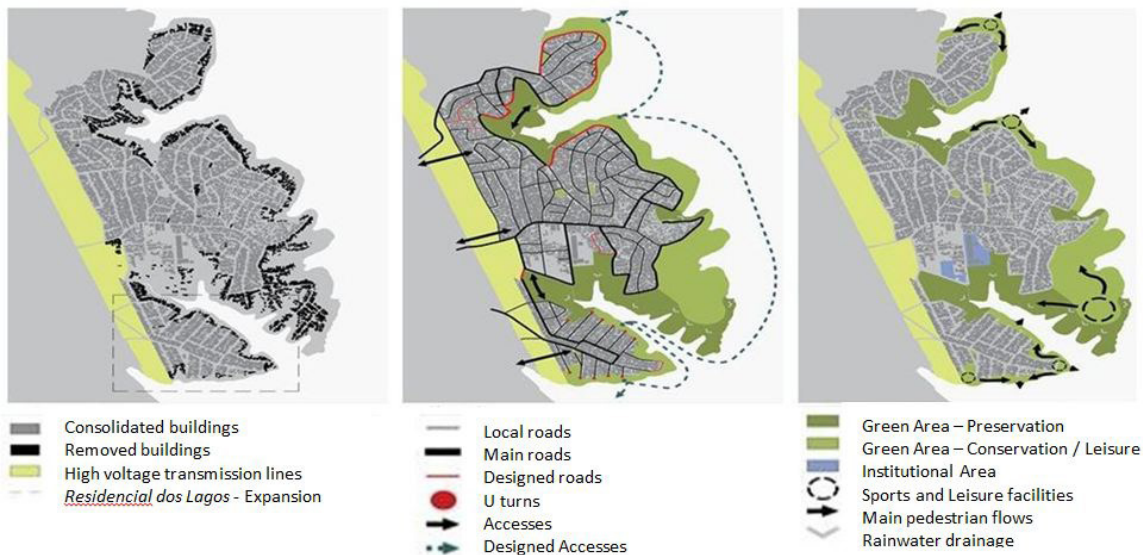 Consolidated buildings
Removed buildings
High voltage transmission lines
Residencial dos Lagos - Expansion
Local roads
Main roads
Designed roads
U turns
Accesses
Designed Accesses
Green Area – Preservation
Green Area – Conservation / Leisure
Institutional Area
Sports and Leisure facilities
Main pedestrian flows
Rainwater drainage